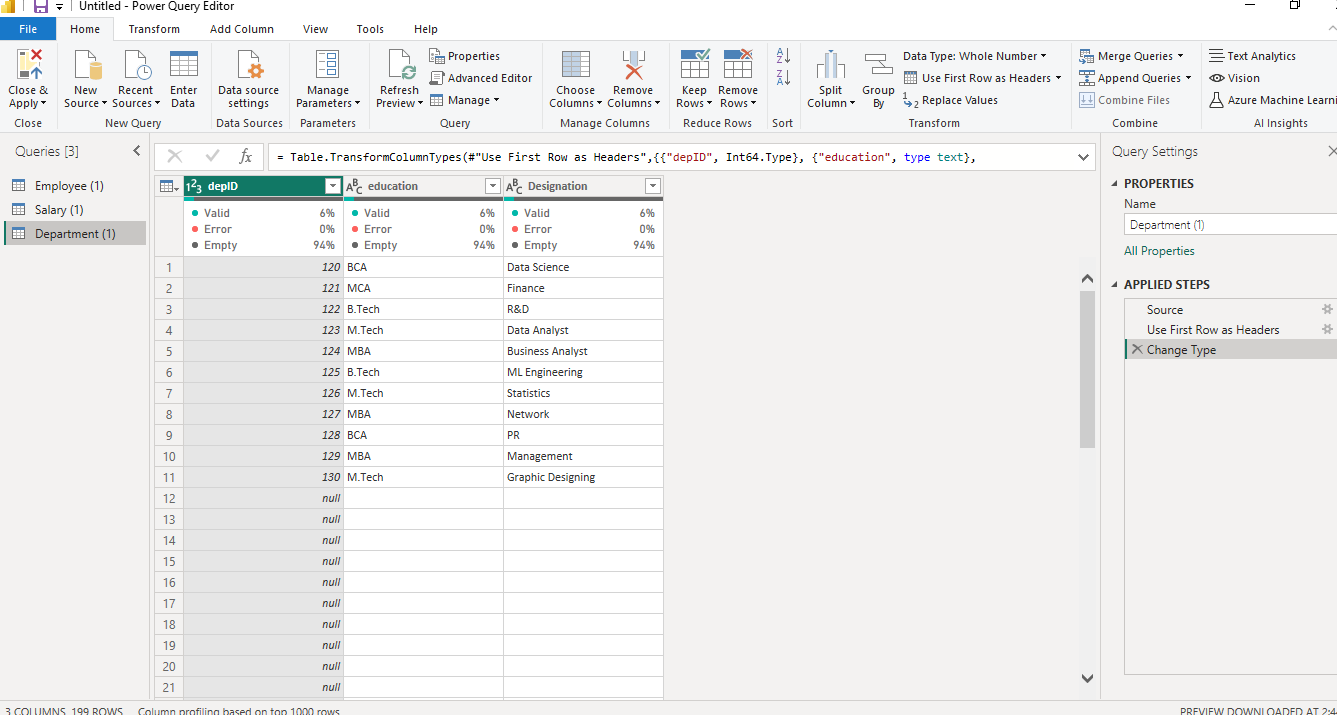 Untitled - Power Query Editor
File Home Transform Add Column View Tools Help
Close & Apply
Close
New Source
Recent Sources
Enter Data
New Query
Data source settings
Data Sources
Manage Parameters
Parameters
Refresh Preview
Properties
Advanced Editor
Manage
Query
Choose Columns
Remove Columns
Manage Columns
Keep Rows
Remove Rows
Reduce Rows
Sort
Split Column
Group By
Data Type: Whole Number
Use First Row as Headers
Replace Values
Transform
Merge Queries
Append Queries
Combine Files
Combine
Text Analytics
Vision
Azure Machine Learni
AI Insights
Queries [3]
Employee (1)
Salary (1)
Department (1)
fx
= Table.TransformColumnTypes(#"Use First Row as Headers",{{"depID", Int64.Type}, {"education", type text},
depID education Designation
Valid 6% Valid 6% Valid 6%
Error 0% Error 0% Error 0%
Empty 94% Empty 94% Empty 94%
1 120 BCA Data Science
2 121 MCA Finance
3 122 B.Tech R&D
4 123 M.Tech Data Analyst
5 124 MBA Business Analyst
6 125 B.Tech ML Engineering
7 126 M.Tech Statistics
8 127 MBA Network
9 128 BCA PR
10 129 MBA Management
11 130 M.Tech Graphic Designing
12 null
13 null
14 null
15 null
16 null
17 null
18 null
19 null
20 null
21 null
Query Settings
PROPERTIES
Name
Department (1)
All Properties
APPLIED STEPS
Source
Use First Row as Headers
Change Type
3 COLUMNS, 199 ROWS Column profiling based on top 1000 rows
PREVIEW DOWNLOADED AT 2:4